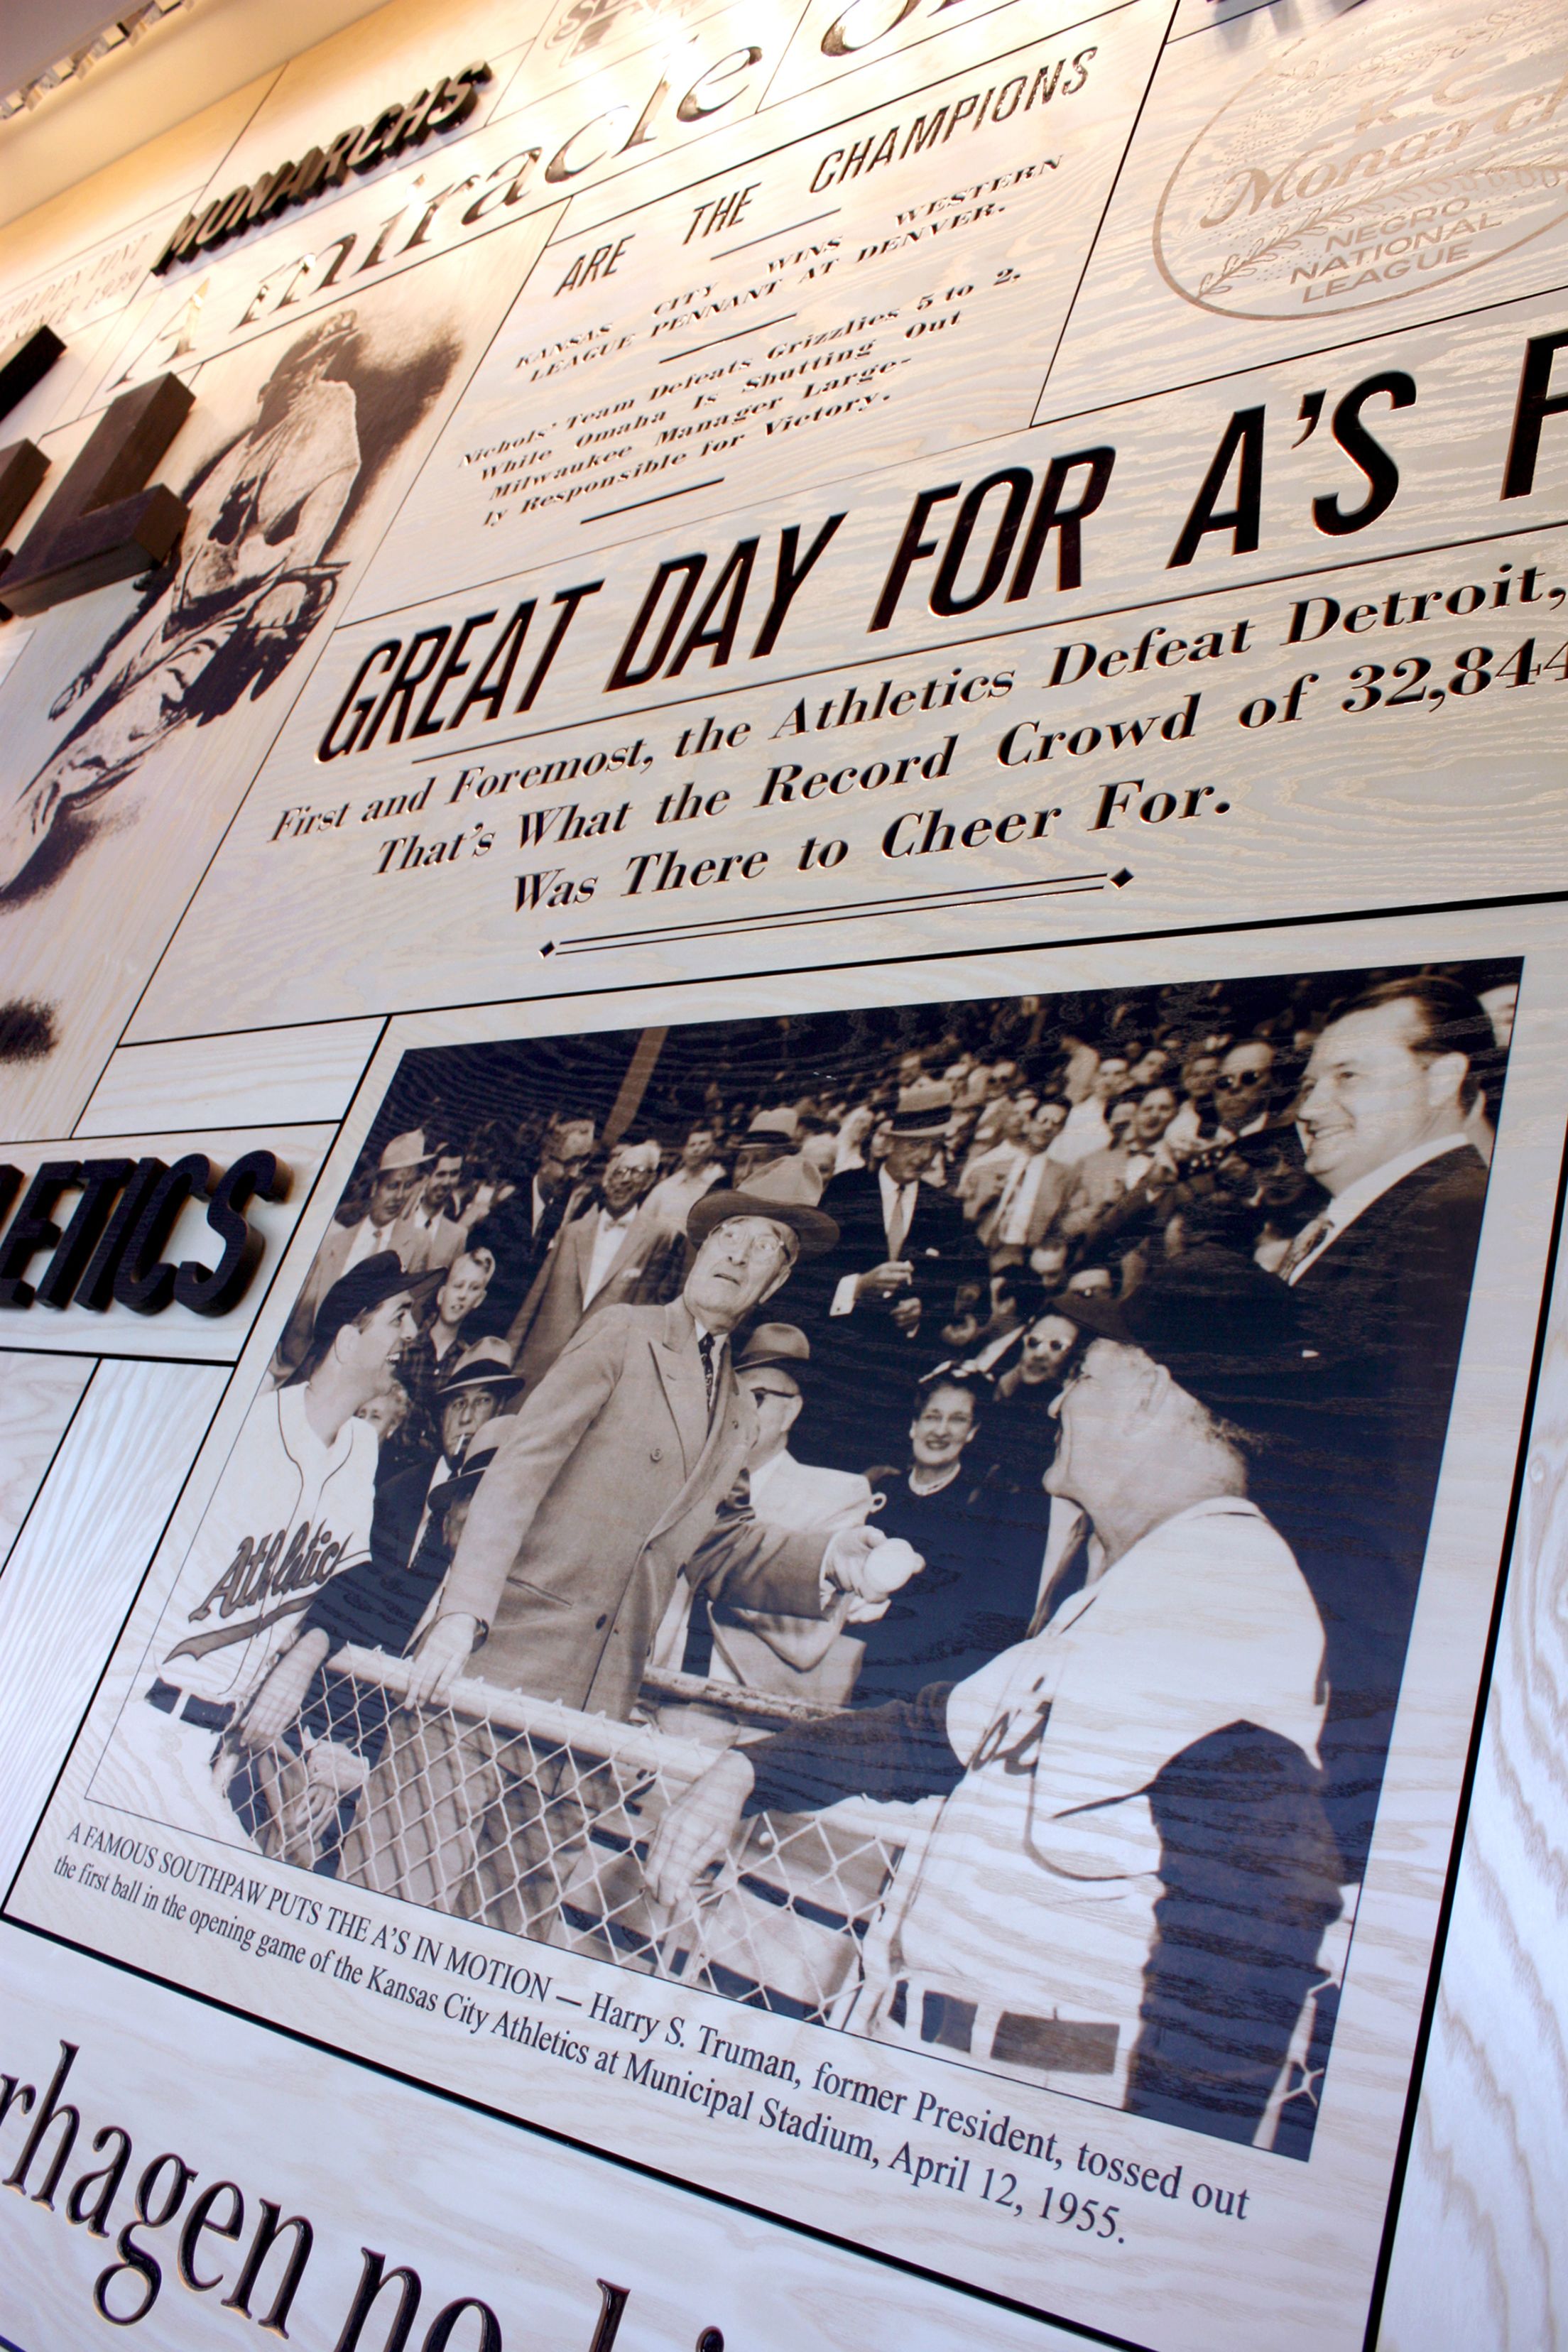 MONARCHS
A miracle
ARE THE CHAMPIONS
KANSAS CITY WINS WESTERN
LEAGUE PENNANT AT DENVER.
Nichols' Team Defeats Grizzlies 5 to 2,
While Omaha Is Shutting Out
Milwaukee Manager Large-
ly Responsible for Victory.
K C
Monarch
NEGRO
NATIONAL
LEAGUE
GREAT DAY FOR A'S F
First and Foremost, the Athletics Defeat Detroit,
That's What the Record Crowd of 32,844
Was There to Cheer For.
LETICS
Athletics
A FAMOUS SOUTHPAW PUTS THE A'S IN MOTION — Harry S. Truman, former President, tossed out
the first ball in the opening game of the Kansas City Athletics at Municipal Stadium, April 12, 1955.
rhagen no-hi